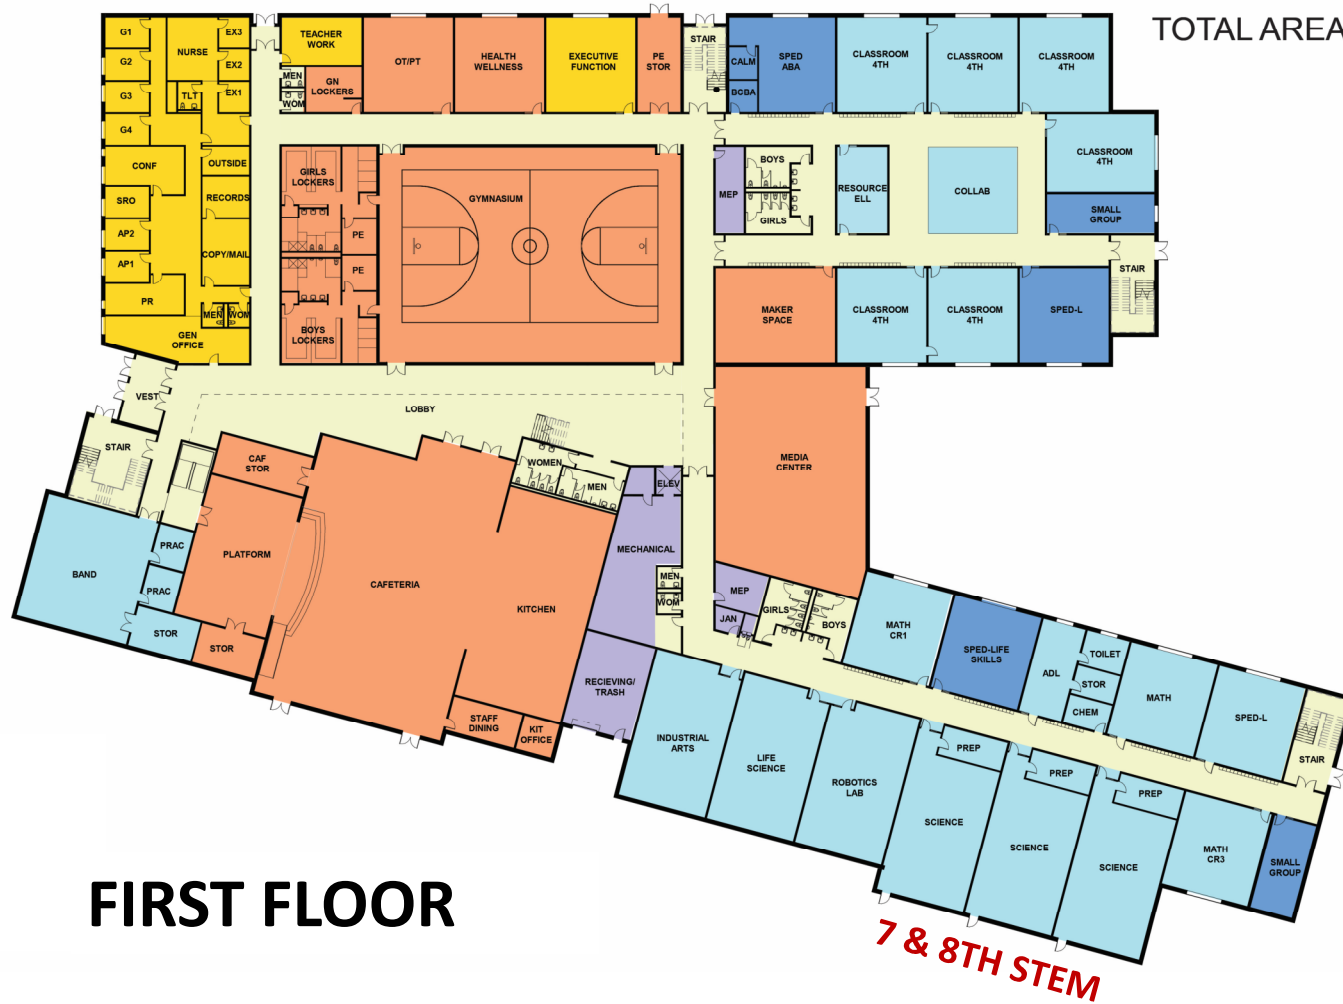 TOTAL AREA
G1
NURSE
EX3
TEACHER
WORK
OT/PT
HEALTH
WELLNESS
EXECUTIVE
FUNCTION
PE
STOR
STAIR
CALM
SPED
ABA
CLASSROOM
4TH
CLASSROOM
4TH
CLASSROOM
4TH
G2
EX2
MEN
GN
LOCKERS
G3
TLT
EX1
WOM
BCBA
G4
CONF
OUTSIDE
GIRLS
LOCKERS
GYMNASIUM
MEP
BOYS
GIRLS
RESOURCE
ELL
COLLAB
CLASSROOM
4TH
SMALL
GROUP
SRO
RECORDS
AP2
PE
COPY/MAIL
AP1
PE
STAIR
PR
MEN
WOM
BOYS
LOCKERS
MAKER
SPACE
CLASSROOM
4TH
CLASSROOM
4TH
SPED-L
GEN
OFFICE
VEST
LOBBY
STAIR
CAF
STOR
WOMEN
MEN
ELEV
MEDIA
CENTER
PRAC
PLATFORM
MECHANICAL
BAND
CAFETERIA
MEN
PRAC
KITCHEN
WOM
MEP
GIRLS
BOYS
JAN
STOR
STOR
MATH
CR1
SPED-LIFE
SKILLS
ADL
TOILET
STOR
CHEM
MATH
SPED-L
RECIEVING/
TRASH
STAFF
DINING
KIT
OFFICE
INDUSTRIAL
ARTS
LIFE
SCIENCE
ROBOTICS
LAB
PREP
PREP
PREP
STAIR
SCIENCE
SCIENCE
SCIENCE
MATH
CR3
SMALL
GROUP
FIRST FLOOR
7 & 8TH STEM